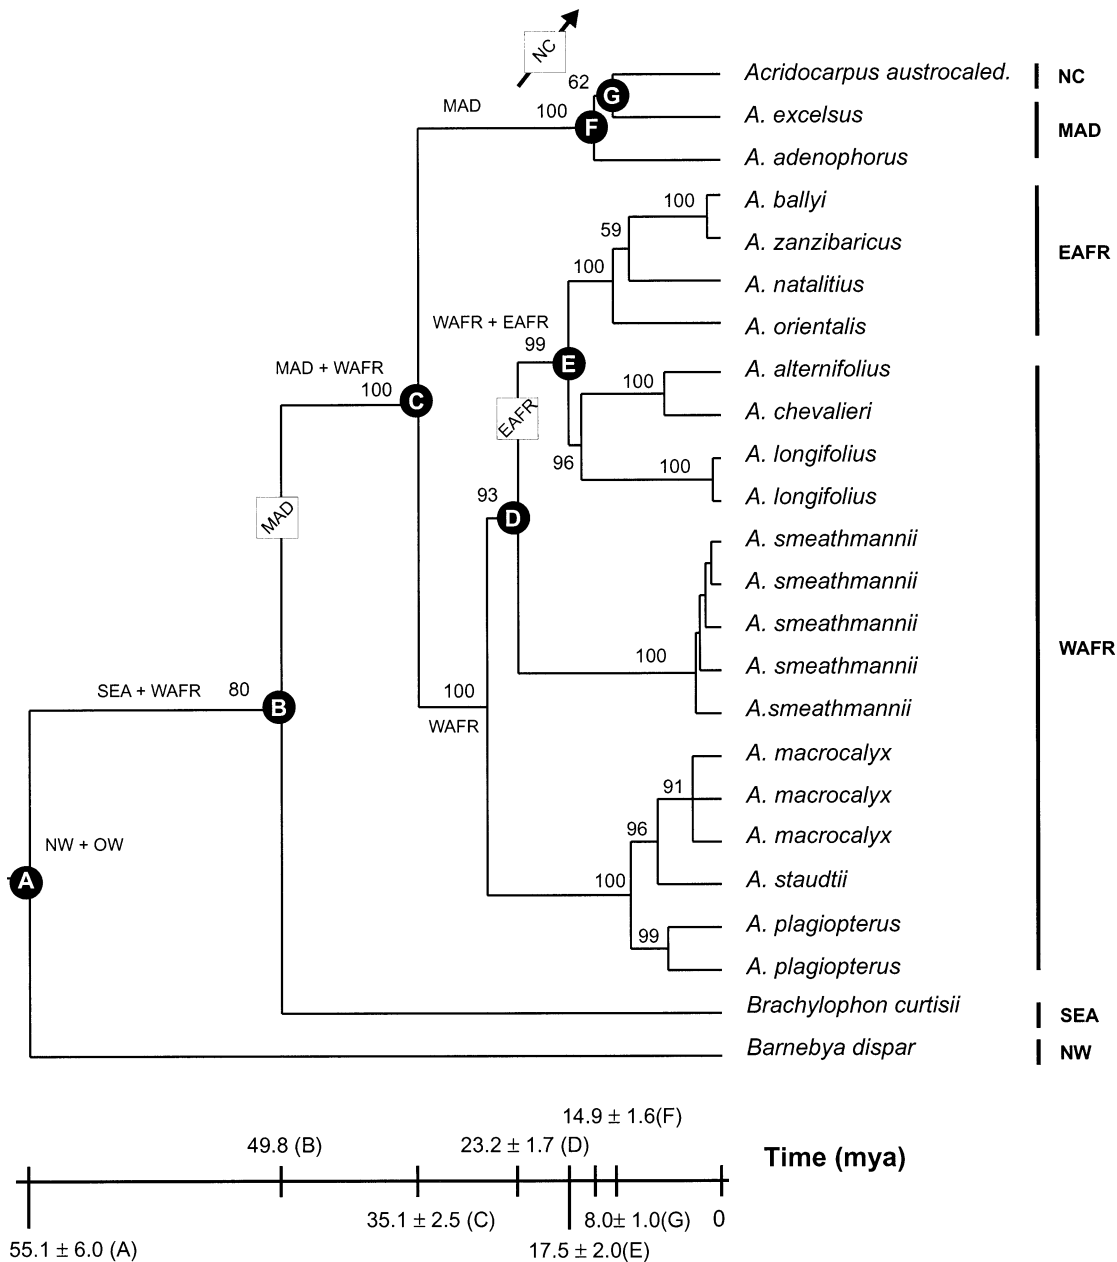 NC
62
G
Acridocarpus austrocaled.
NC
MAD
100
F
A. excelsus
MAD
A. adenophorus
100
A. ballyi
59
A. zanzibaricus
EAFR
100
A. natalitius
WAFR + EAFR
A. orientalis
99
E
MAD + WAFR
100
C
100
A. alternifolius
EAFR
A. chevalieri
96
100
A. longifolius
93
A. longifolius
MAD
D
A. smeathmannii
A. smeathmannii
A. smeathmannii
WAFR
100
A. smeathmannii
SEA + WAFR
80
B
100
WAFR
A.smeathmannii
A. macrocalyx
91
A. macrocalyx
96
A. macrocalyx
NW + OW
A
100
A. staudtii
99
A. plagiopterus
A. plagiopterus
Brachylophon curtisii
SEA
Barnebya dispar
NW
14.9 ± 1.6(F)
49.8 (B)
23.2 ± 1.7 (D)
Time (mya)
35.1 ± 2.5 (C)
8.0± 1.0(G)
0
55.1 ± 6.0 (A)
17.5 ± 2.0(E)